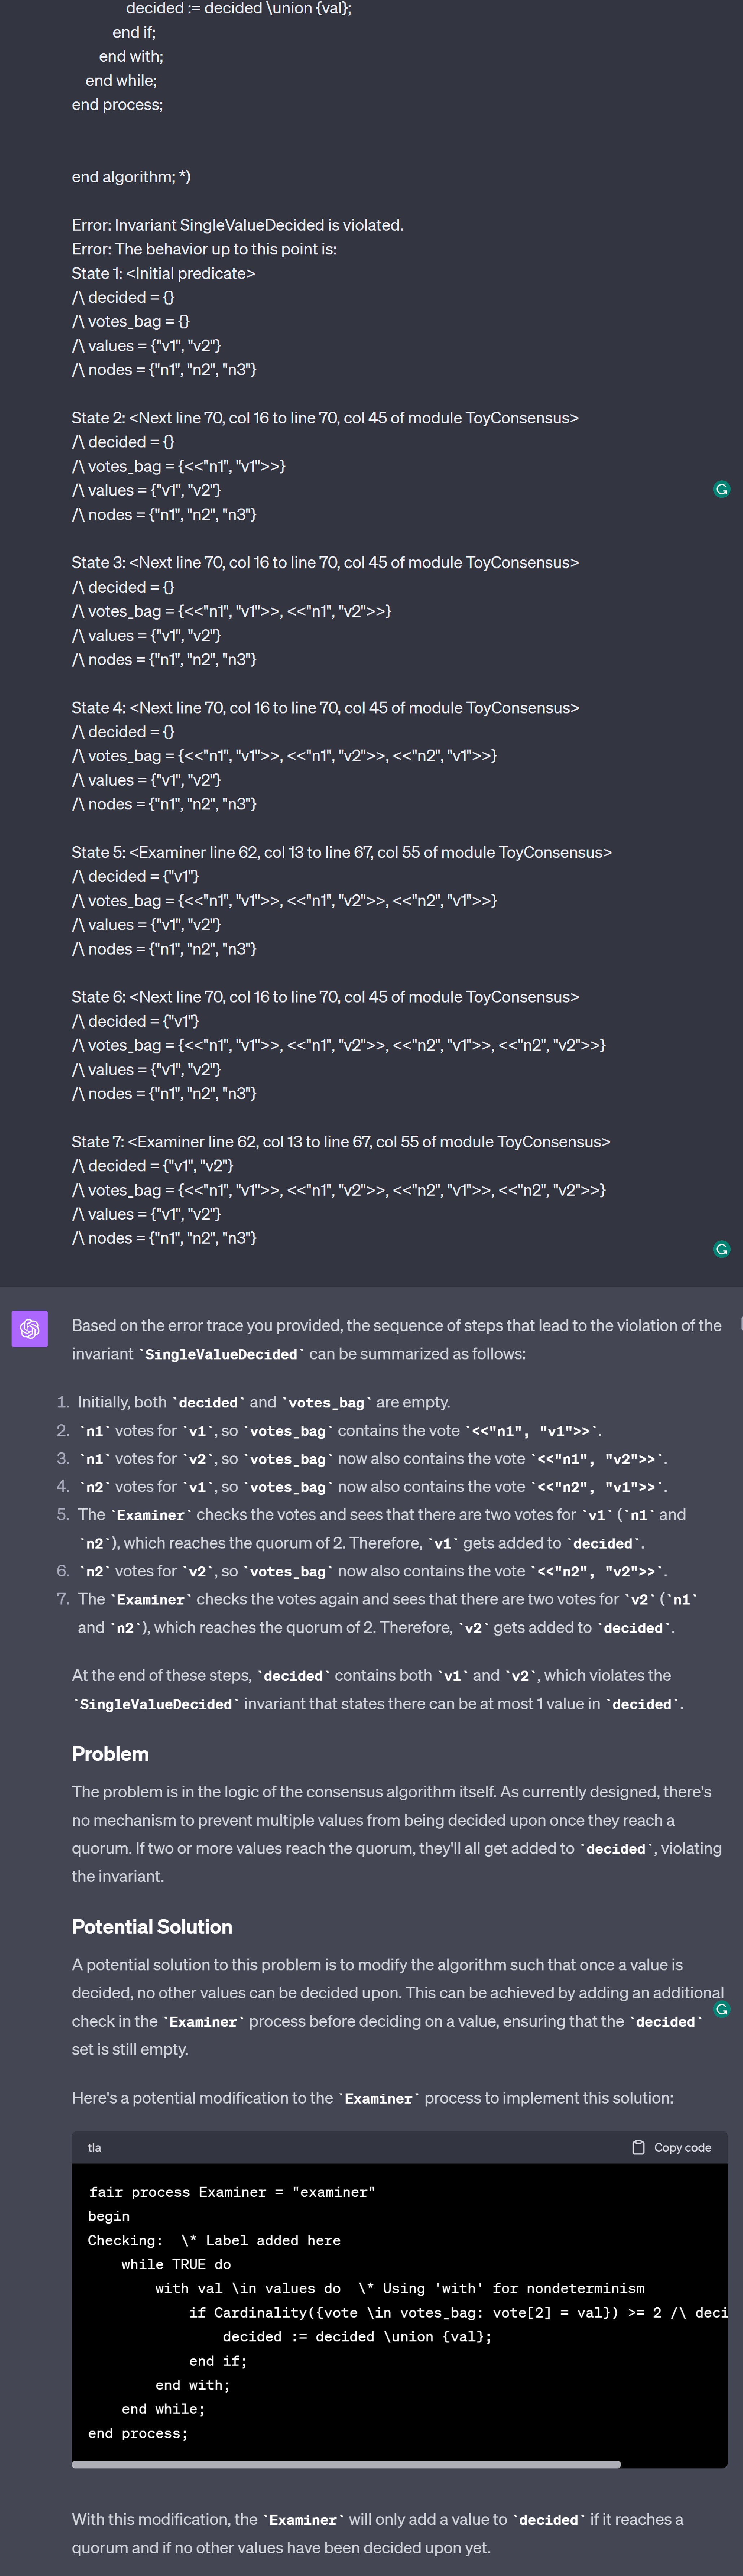 decided := decided \union {val};
end if;
end with;
end while;
end process;
end algorithm; *)
Error: Invariant SingleValueDecided is violated.
Error: The behavior up to this point is:
State 1: <Initial predicate>
/\ decided = {}
/\ votes_bag = {}
/\ values = {"v1", "v2"}
/\ nodes = {"n1", "n2", "n3"}
State 2: <Next line 70, col 16 to line 70, col 45 of module ToyConsensus>
/\ decided = {}
/\ votes_bag = {<<"n1", "v1">>}
/\ values = {"v1", "v2"}
/\ nodes = {"n1", "n2", "n3"}
State 3: <Next line 70, col 16 to line 70, col 45 of module ToyConsensus>
/\ decided = {}
/\ votes_bag = {<<"n1", "v1">>, <<"n1", "v2">>}
/\ values = {"v1", "v2"}
/\ nodes = {"n1", "n2", "n3"}
State 4: <Next line 70, col 16 to line 70, col 45 of module ToyConsensus>
/\ decided = {}
/\ votes_bag = {<<"n1", "v1">>, <<"n1", "v2">>, <<"n2", "v1">>}
/\ values = {"v1", "v2"}
/\ nodes = {"n1", "n2", "n3"}
State 5: <Examiner line 62, col 13 to line 67, col 55 of module ToyConsensus>
/\ decided = {"v1"}
/\ votes_bag = {<<"n1", "v1">>, <<"n1", "v2">>, <<"n2", "v1">>}
/\ values = {"v1", "v2"}
/\ nodes = {"n1", "n2", "n3"}
State 6: <Next line 70, col 16 to line 70, col 45 of module ToyConsensus>
/\ decided = {"v1"}
/\ votes_bag = {<<"n1", "v1">>, <<"n1", "v2">>, <<"n2", "v1">>, <<"n2", "v2">>}
/\ values = {"v1", "v2"}
/\ nodes = {"n1", "n2", "n3"}
State 7: <Examiner line 62, col 13 to line 67, col 55 of module ToyConsensus>
/\ decided = {"v1", "v2"}
/\ votes_bag = {<<"n1", "v1">>, <<"n1", "v2">>, <<"n2", "v1">>, <<"n2", "v2">>}
/\ values = {"v1", "v2"}
/\ nodes = {"n1", "n2", "n3"}
Based on the error trace you provided, the sequence of steps that lead to the violation of the
invariant `SingleValueDecided` can be summarized as follows:
1. Initially, both `decided` and `votes_bag` are empty.
2. `n1` votes for `v1`, so `votes_bag` contains the vote `<<"n1", "v1">>`.
3. `n1` votes for `v2`, so `votes_bag` now also contains the vote `<<"n1", "v2">>`.
4. `n2` votes for `v1`, so `votes_bag` now also contains the vote `<<"n2", "v1">>`.
5. The `Examiner` checks the votes and sees that there are two votes for `v1` (`n1` and
`n2`), which reaches the quorum of 2. Therefore, `v1` gets added to `decided`.
6. `n2` votes for `v2`, so `votes_bag` now also contains the vote `<<"n2", "v2">>`.
7. The `Examiner` checks the votes again and sees that there are two votes for `v2` (`n1`
and `n2`), which reaches the quorum of 2. Therefore, `v2` gets added to `decided`.
At the end of these steps, `decided` contains both `v1` and `v2`, which violates the
`SingleValueDecided` invariant that states there can be at most 1 value in `decided`.
Problem
The problem is in the logic of the consensus algorithm itself. As currently designed, there's
no mechanism to prevent multiple values from being decided upon once they reach a
quorum. If two or more values reach the quorum, they'll all get added to `decided`, violating
the invariant.
Potential Solution
A potential solution to this problem is to modify the algorithm such that once a value is
decided, no other values can be decided upon. This can be achieved by adding an additional
check in the `Examiner` process before deciding on a value, ensuring that the `decided`
set is still empty.
Here's a potential modification to the `Examiner` process to implement this solution:
tla Copy code
fair process Examiner = "examiner"
begin
Checking:  \* Label added here
while TRUE do
with val \in values do  \* Using 'with' for nondeterminism
if Cardinality({vote \in votes_bag: vote[2] = val}) >= 2 /\ deci
decided := decided \union {val};
end if;
end with;
end while;
end process;
With this modification, the `Examiner` will only add a value to `decided` if it reaches a
quorum and if no other values have been decided upon yet.